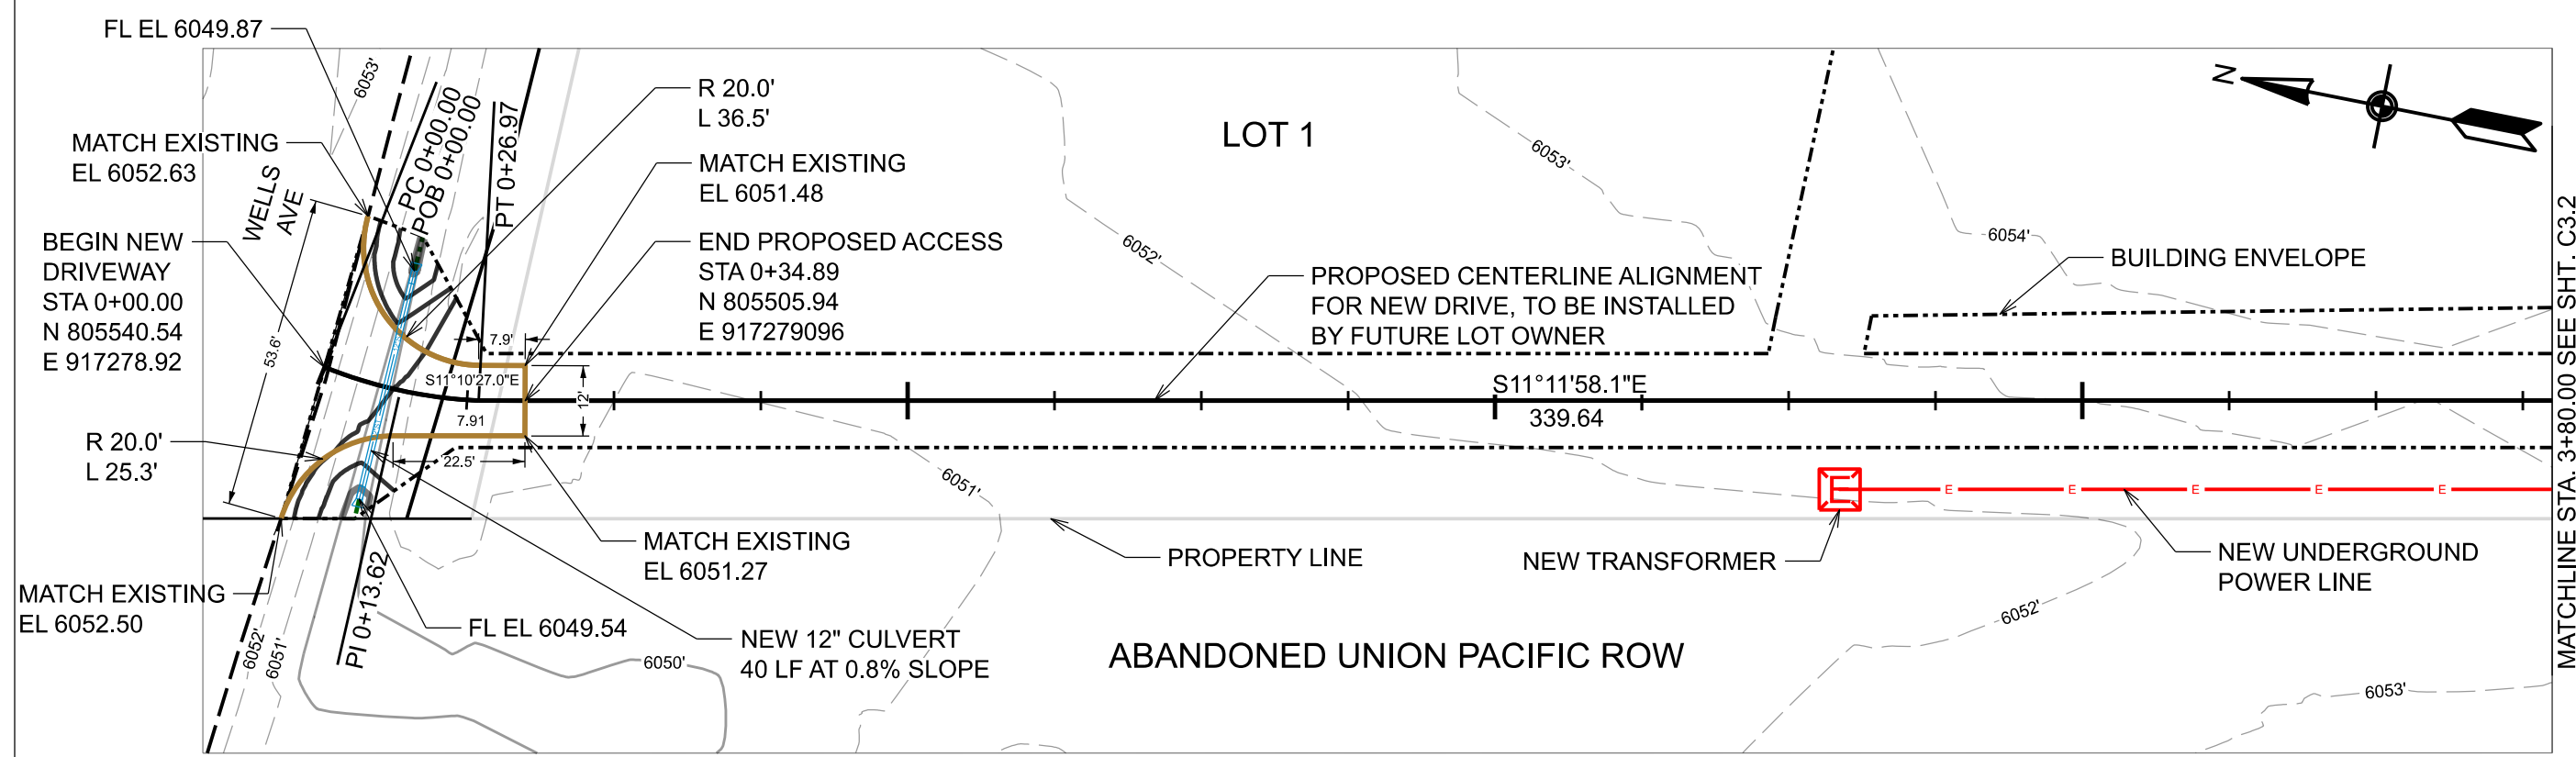 FL EL 6049.87
6053'
R 20.0'
L 36.5'
N
MATCH EXISTING
EL 6052.63
WELLS
AVE
PC 0+00.00
POB 0+00.00
PT 0+26.97
LOT 1
MATCH EXISTING
EL 6051.48
6053'
BEGIN NEW
DRIVEWAY
STA 0+00.00
N 805540.54
E 917278.92
END PROPOSED ACCESS
STA 0+34.89
N 805505.94
E 917279096
6052'
PROPOSED CENTERLINE ALIGNMENT
FOR NEW DRIVE, TO BE INSTALLED
BY FUTURE LOT OWNER
6054'
BUILDING ENVELOPE
MATCHLINE STA. 3+80.00 SEE SHT. C3.2
53.6'
7.9'
S11°10'27.0"E
7.91
12'
22.5'
S11°11'58.1"E
339.64
R 20.0'
L 25.3'
6051'
E
E
E
E
E
E
MATCH EXISTING
EL 6051.27
PROPERTY LINE
NEW TRANSFORMER
NEW UNDERGROUND
POWER LINE
MATCH EXISTING
EL 6052.50
6052'
6051'
PI 0+13.62
FL EL 6049.54
NEW 12" CULVERT
40 LF AT 0.8% SLOPE
6050'
ABANDONED UNION PACIFIC ROW
6052'
6053'